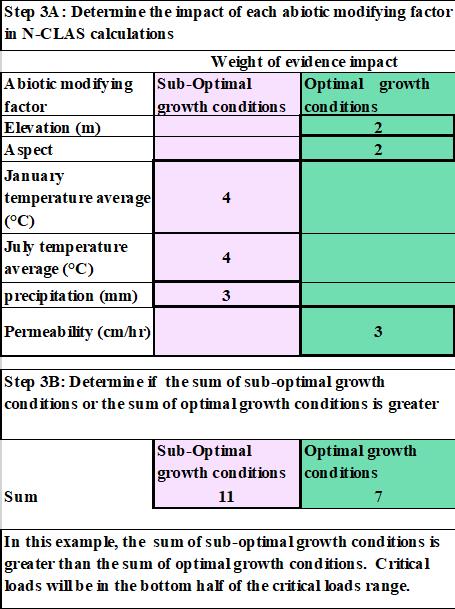 Step 3A: Determine the impact of each abiotic modifying factor
in N-CLAS calculations
Weight of evidence impact
Abiotic modifying factor Sub-Optimal growth conditions Optimal growth conditions
Elevation (m) 2
Aspect 2
January temperature average (°C) 4
July temperature average (°C) 4
precipitation (mm) 3
Permeability (cm/hr) 3
Step 3B: Determine if the sum of sub-optimal growth
conditions or the sum of optimal growth conditions is greater
Sub-Optimal growth conditions Optimal growth conditions
Sum 11 7
In this example, the sum of sub-optimal growth conditions is
greater than the sum of optimal growth conditions. Critical
loads will be in the bottom half of the critical loads range.